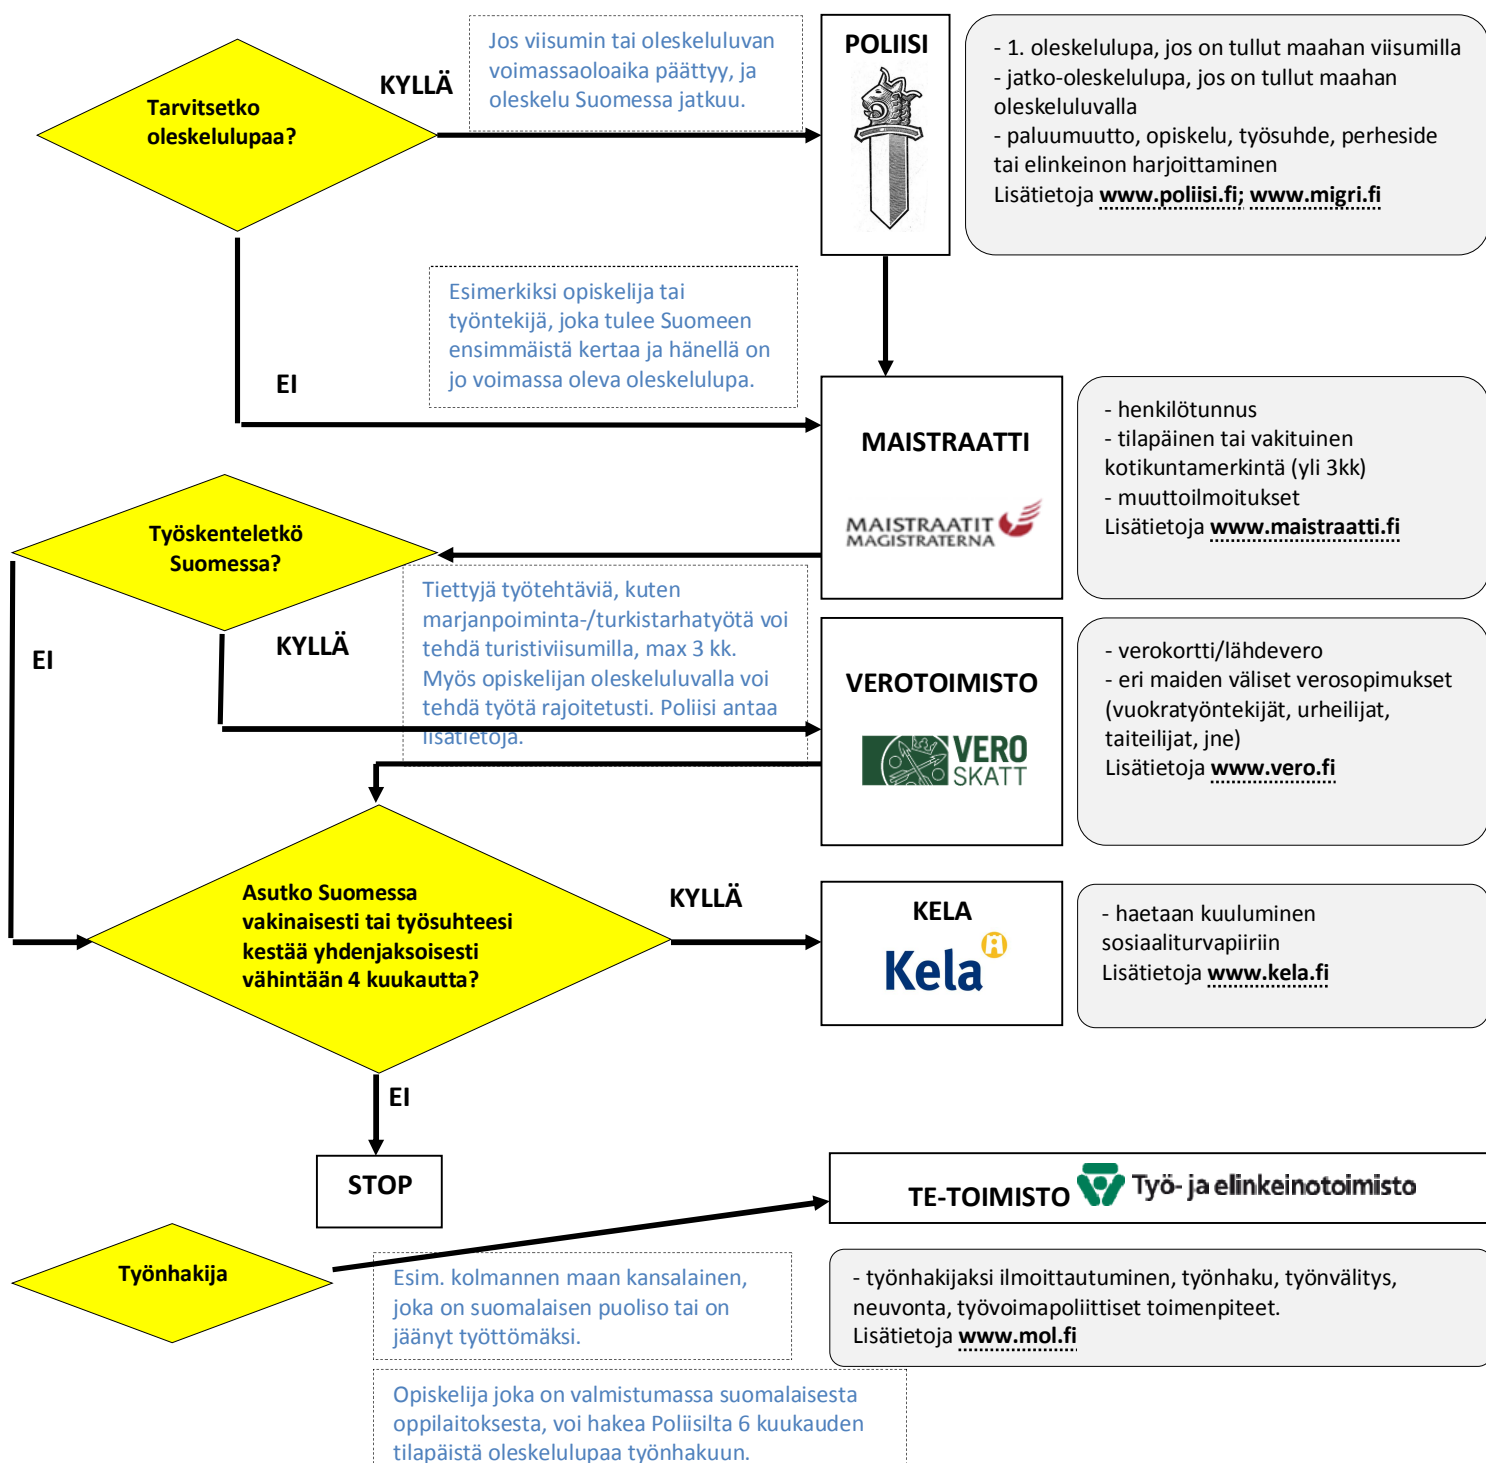 Tarvitsetko
oleskelulupaa?
KYLLÄ
Jos viisumin tai oleskeluluvan
voimassaoloaika päättyy, ja
oleskelu Suomessa jatkuu.
POLIISI
- 1. oleskelulupa, jos on tullut maahan viisumilla
- jatko-oleskelulupa, jos on tullut maahan
oleskeluluvalla
- paluumuutto, opiskelu, työsuhde, perheside
tai elinkeinon harjoittaminen
Lisätietoja www.poliisi.fi; www.migri.fi
EI
Esimerkiksi opiskelija tai
työntekijä, joka tulee Suomeen
ensimmäistä kertaa ja hänellä on
jo voimassa oleva oleskelulupa.
MAISTRAATTI
MAISTRAATIT
MAGISTRATERNA
- henkilötunnus
- tilapäinen tai vakituinen
kotikuntamerkintä (yli 3kk)
- muuttoilmoitukset
Lisätietoja www.maistraatti.fi
Työskenteletkö
Suomessa?
EI
KYLLÄ
Tiettyjä työtehtäviä, kuten
marjanpoiminta-/turkistarhatyötä voi
tehdä turistiviisumilla, max 3 kk.
Myös opiskelijan oleskeluluvalla voi
tehdä työtä rajoitetusti. Poliisi antaa
lisätietoja.
VEROTOIMISTO
VERO
SKATT
- verokortti/lähdevero
- eri maiden väliset verosopimukset
(vuokratyöntekijät, urheilijat,
taiteilijat, jne)
Lisätietoja www.vero.fi
Asutko Suomessa
vakinaisesti tai työsuhteesi
kestää yhdenjaksoisesti
vähintään 4 kuukautta?
KYLLÄ
KELA
Kela
- haetaan kuuluminen
sosiaaliturvapiiriin
Lisätietoja www.kela.fi
EI
STOP
TE-TOIMISTO
Työ- ja elinkeinotoimisto
Työnhakija
Esim. kolmannen maan kansalainen,
joka on suomalaisen puoliso tai on
jäänyt työttömäksi.
- työnhakijaksi ilmoittautuminen, työnhaku, työnvälitys,
neuvonta, työvoimapoliittiset toimenpiteet.
Lisätietoja www.mol.fi
Opiskelija joka on valmistumassa suomalaisesta
oppilaitoksesta, voi hakea Poliisilta 6 kuukauden
tilapäistä oleskelulupaa työnhakuun.